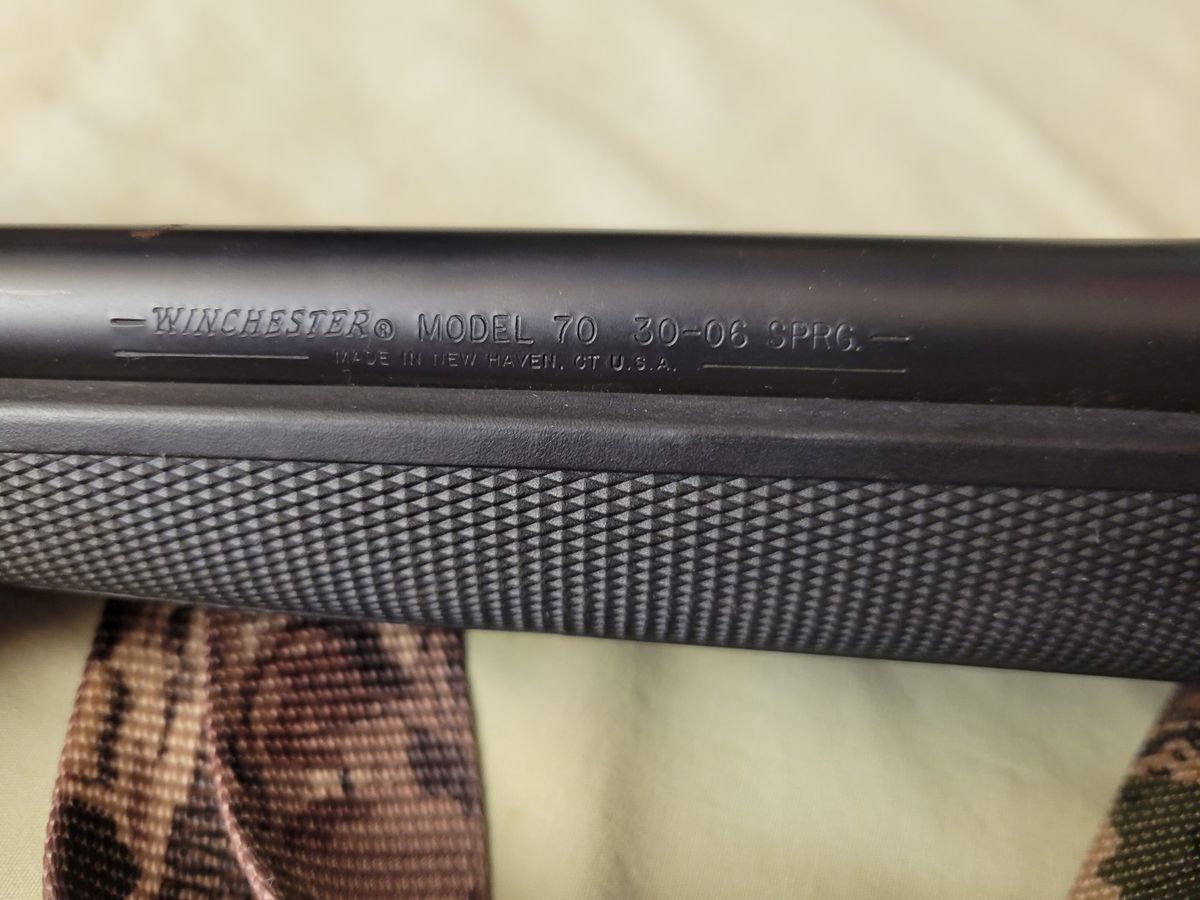 WINCHESTER® MODEL 70 30-06 SPRG.
MADE IN NEW HAVEN, CT U.S.A.